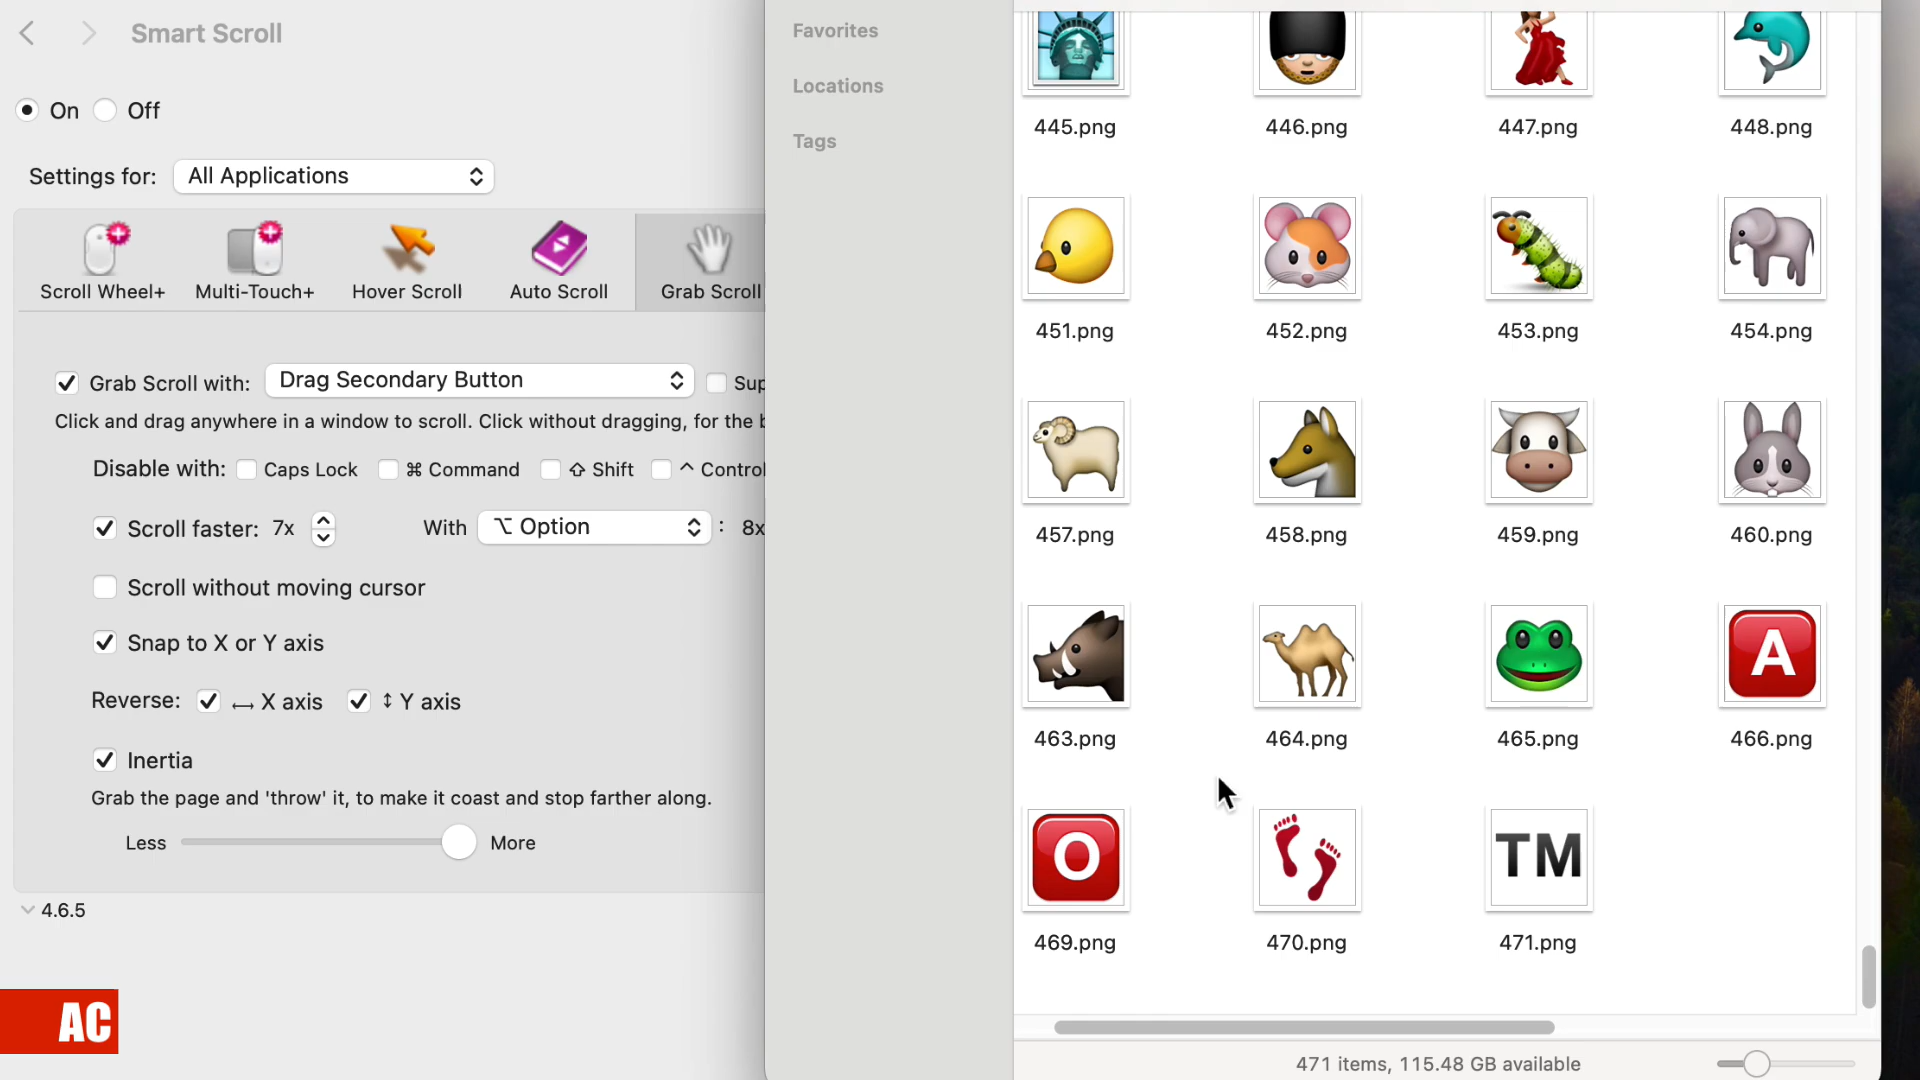 Smart Scroll
On Off
Settings for: All Applications
Scroll Wheel+ Multi-Touch+ Hover Scroll Auto Scroll Grab Scroll
Grab Scroll with: Drag Secondary Button Sup
Click and drag anywhere in a window to scroll. Click without dragging, for the b
Disable with: Caps Lock ⌘ Command ⇧ Shift ^ Control
Scroll faster: 7x With ⌥ Option : 8x
Scroll without moving cursor
Snap to X or Y axis
Reverse: ↔ X axis ↕ Y axis
Inertia
Grab the page and 'throw' it, to make it coast and stop farther along.
Less More
4.6.5
AC
Favorites
Locations
Tags
445.png 446.png 447.png 448.png
451.png 452.png 453.png 454.png
457.png 458.png 459.png 460.png
A
463.png 464.png 465.png 466.png
O TM
469.png 470.png 471.png
471 items, 115.48 GB available